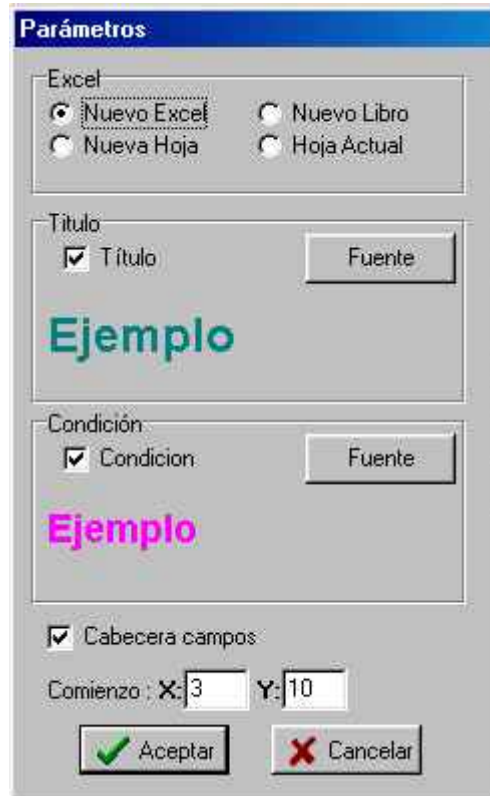 Parámetros
Excel
Nuevo Excel Nuevo Libro
Nueva Hoja Hoja Actual
Titulo
Título Fuente
Ejemplo
Condición
Condicion Fuente
Ejemplo
Cabecera campos
Comienzo : X: 3 Y: 10
Aceptar Cancelar